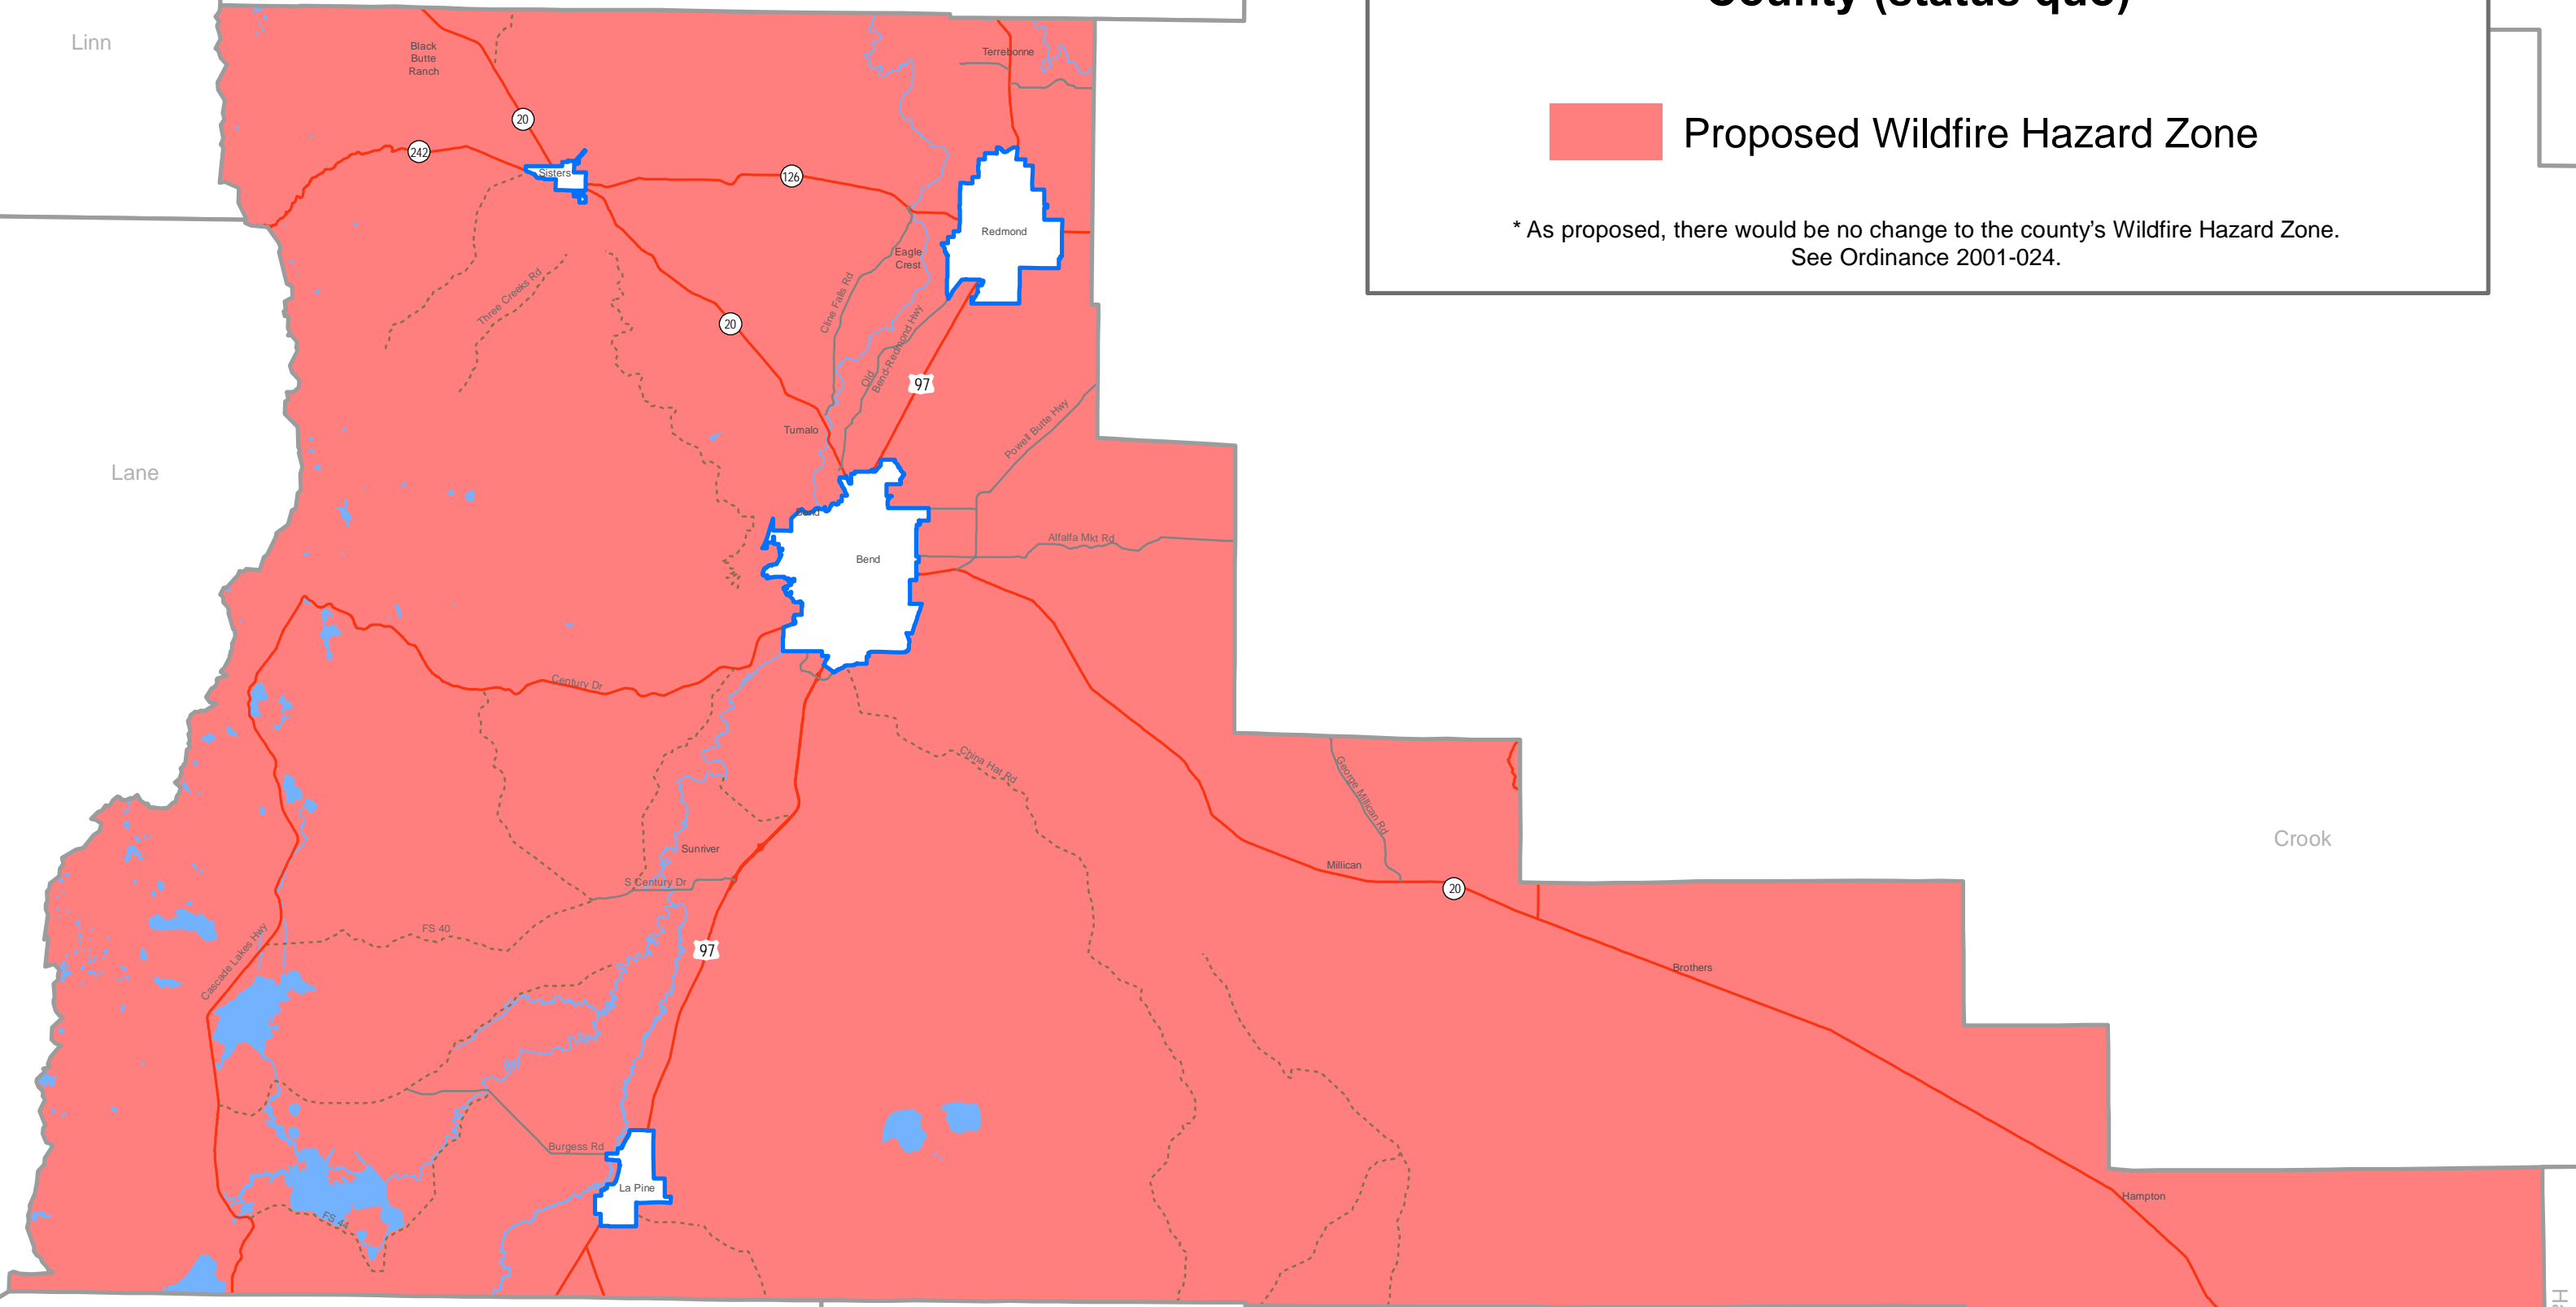 County (status quo)
Proposed Wildfire Hazard Zone
* As proposed, there would be no change to the county's Wildfire Hazard Zone.
See Ordinance 2001-024.
Linn
Black
Butte
Ranch
Terrebonne
20
242
Sisters
126
Redmond
Eagle
Crest
Three Creeks Rd
Cline Falls Rd
20
Old
Bend-Redmond Hwy
97
Tumalo
Powell Butte Hwy
Lane
Bend
Alfalfa Mkt Rd
Bend
Century Dr
China Hat Rd
George Millican Rd
Crook
Sunriver
Millican
S Century Dr
20
FS 40
97
Cascade Lakes Hwy
Brothers
Burgess Rd
La Pine
Hampton
FS 44
H